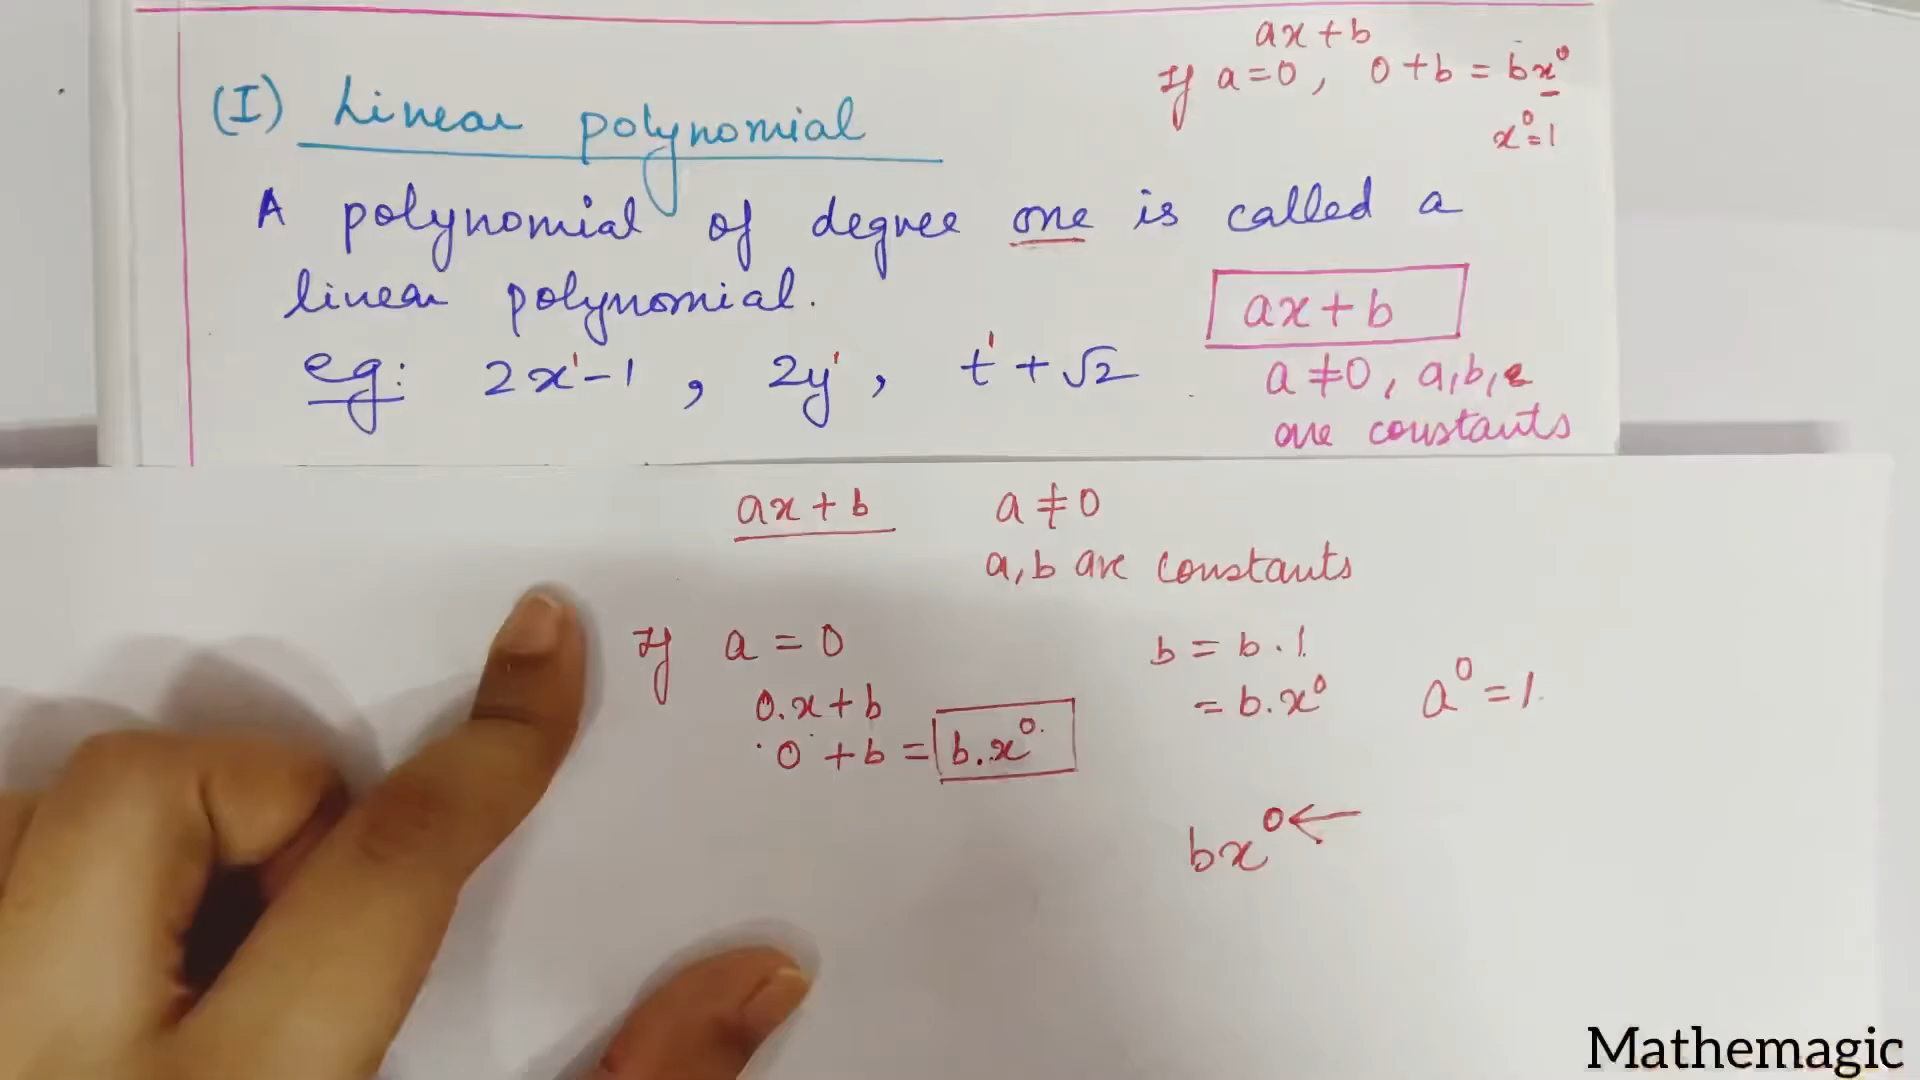 ax+b
If a=0, 0+b = bx⁰
x⁰=1
(I) Linear polynomial
A polynomial of degree one is called a
linear polynomial.
ax+b
eg: 2x¹-1, 2y¹, t¹+√2
a≠0, a,b,c
are constants
ax+b a≠0
a,b are constants
If a = 0
0.x+b
0 + b = b.x⁰
b = b.1
= b.x⁰ a⁰=1.
bx⁰←
Mathemagic